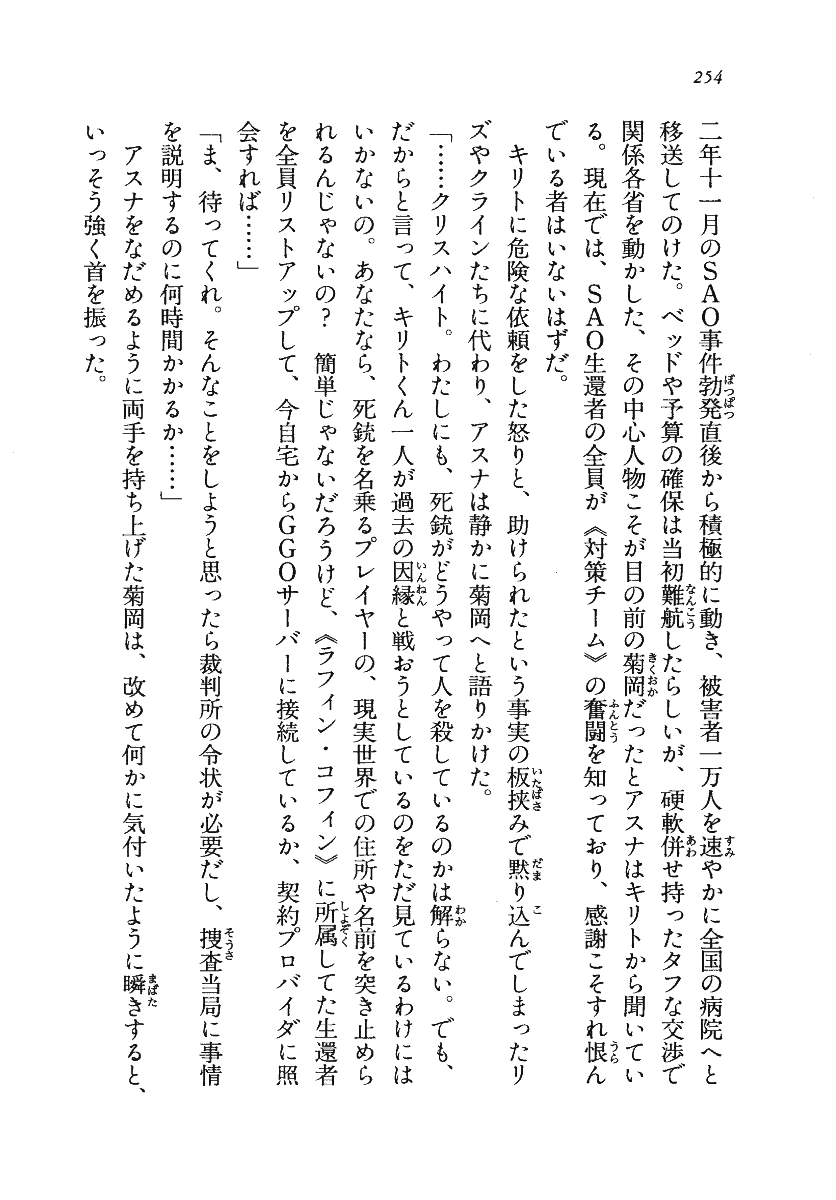 254
二年十一月のSAO事件勃発直後から積極的に動き、被害者一万人を速やかに全国の病院へと
移送してのけた。ベッドや予算の確保は当初難航したらしいが、硬軟併せ持ったタフな交渉で
関係各省を動かした、その中心人物こそが目の前の菊岡だったとアスナはキリトから聞いてい
る。現在では、SAO生還者の全員が《対策チーム》の奮闘を知っており、感謝こそすれ恨ん
でいる者はいないはずだ。
　キリトに危険な依頼をした怒りと、助けられたという事実の板挟みで黙り込んでしまったリ
ズやクラインたちに代わり、アスナは静かに菊岡へと語りかけた。
「……クリスハイト。わたしにも、死銃がどうやって人を殺しているのかは解らない。でも、
だからと言って、キリトくん一人が過去の因縁と戦おうとしているのをただ見ているわけには
いかないの。あなたなら、死銃を名乗るプレイヤーの、現実世界での住所や名前を突き止めら
れるんじゃないの？　簡単じゃないだろうけど、《ラフィン・コフィン》に所属してた生還者
を全員リストアップして、今自宅からGGOサーバーに接続しているか、契約プロバイダに照
会すれば……」
「ま、待ってくれ。そんなことをしようと思ったら裁判所の令状が必要だし、捜査当局に事情
を説明するのに何時間かかるか……」
　アスナをなだめるように両手を持ち上げた菊岡は、改めて何かに気付いたように瞬きすると、
いっそう強く首を振った。